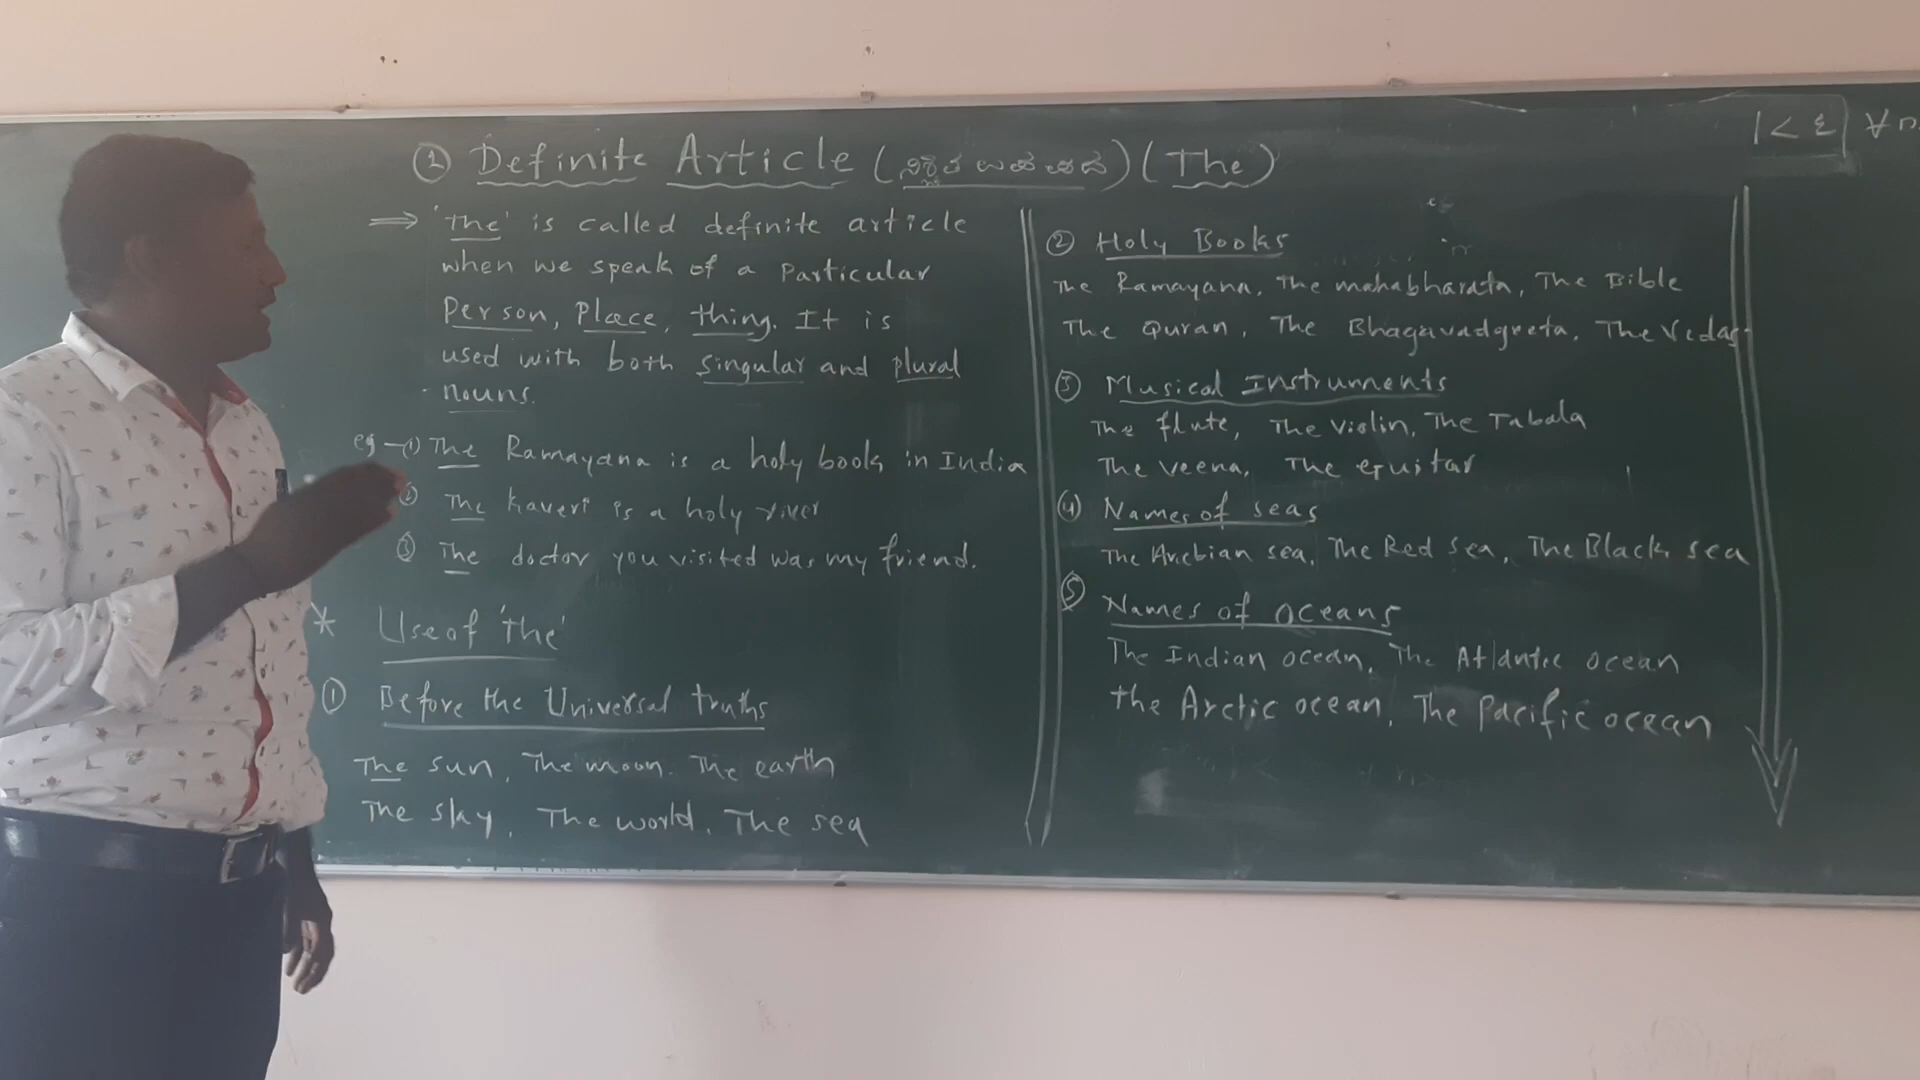 ② Definite Article ( ) (The)
⇒ 'The' is called definite article
when we speak of a Particular
Person, Place, thing. It is
used with both singular and plural
nouns.
eg – (1) The Ramayana is a holy book in India
② The kaveri is a holy river
③ The doctor you visited was my friend.
* Use of 'the'
① Before the Universal truths
The sun, The moon. The earth
The sky, The world, The sea
② Holy Books
The Ramayana, The mahabharata, The Bible
The Quran, The Bhagavadgeeta, The Vedas
③ Musical Instruments
The flute, The violin, The Tabala
The veena, The guitar
④ Names of seas
The Arebian sea, The Red sea, The Black sea
⑤ Names of oceans
The Indian ocean, The Atlantic ocean
the Arctic ocean, The Pacific ocean
|< ε| ∀ n